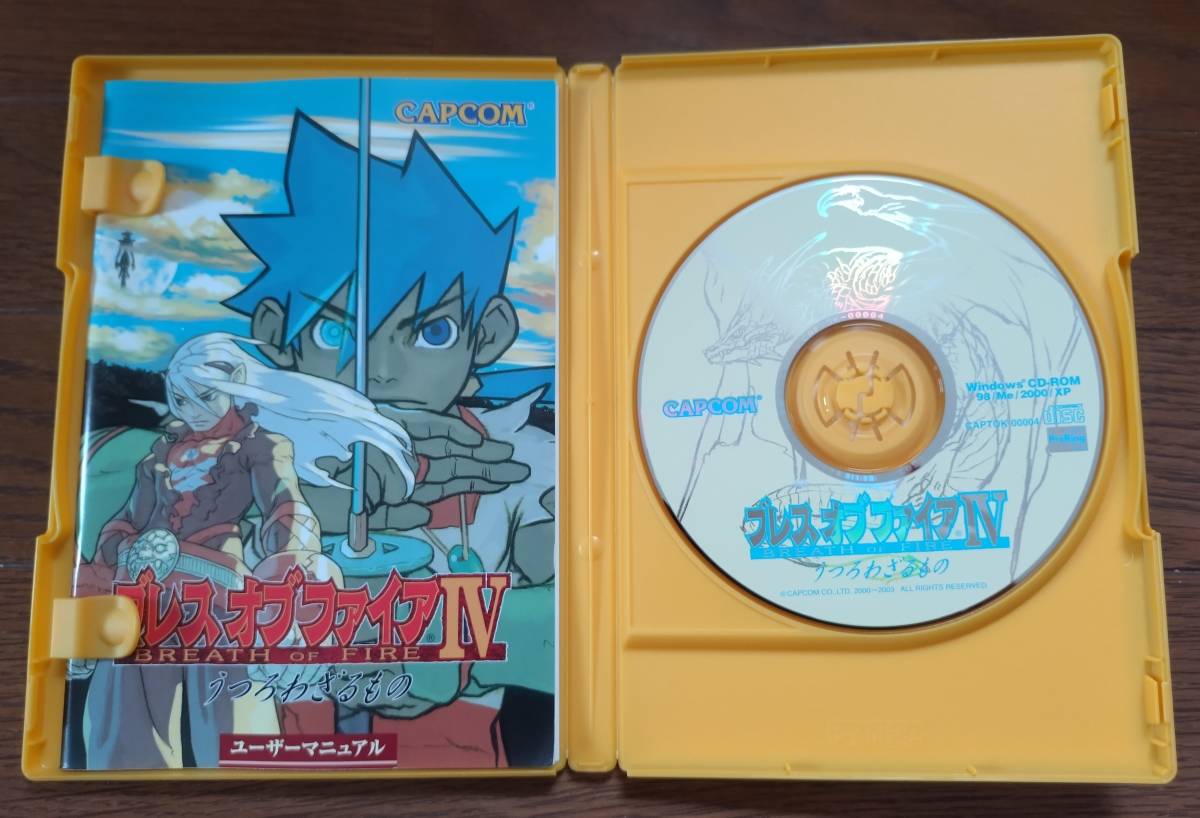 CAPCOM®
ブレス オブ ファイア® IV
BREATH OF FIRE
うつろわざるもの
ユーザーマニュアル
-00004
CAPCOM®
Windows® CD-ROM
98/Me/2000/XP
CAPTOK 00004
disc
ブレス オブ ファイア® IV
BREATH OF FIRE
うつろわざるもの
©CAPCOM CO., LTD. 2000～2003 ALL RIGHTS RESERVED.